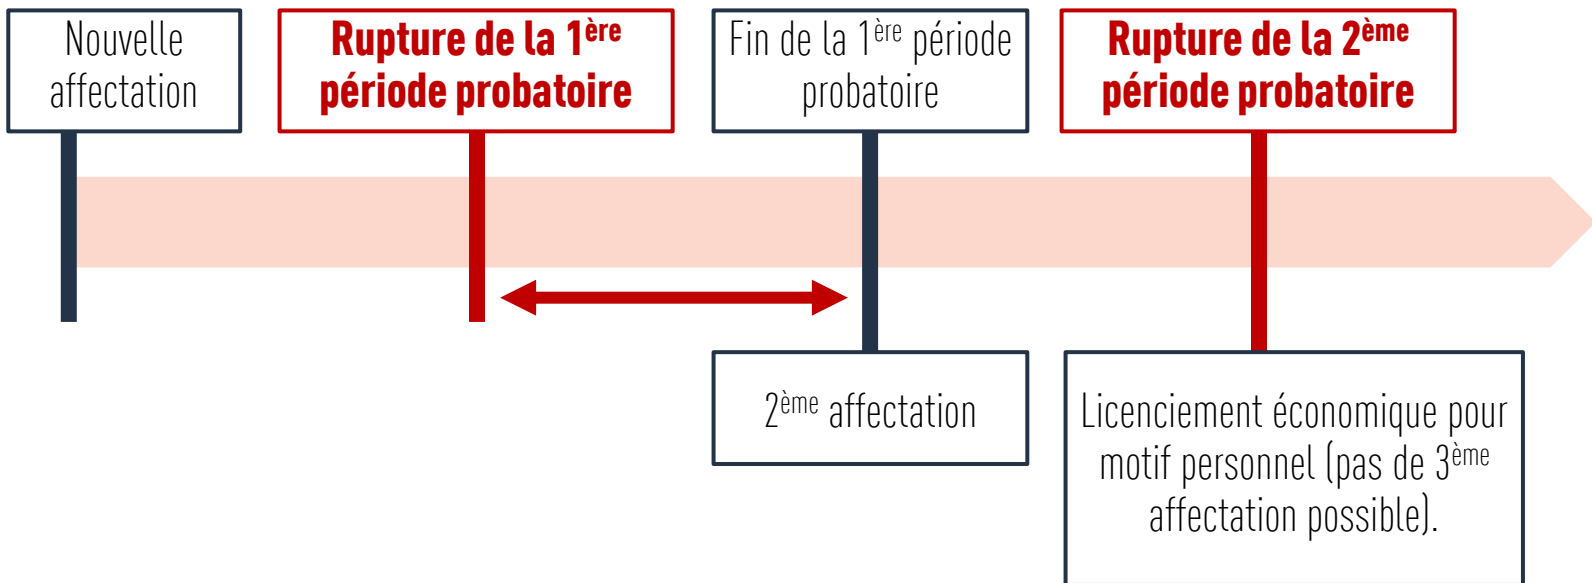 Nouvelle
affectation
Rupture de la 1ère
période probatoire
Fin de la 1ère période
probatoire
Rupture de la 2ème
période probatoire
2ème affectation
Licenciement économique pour
motif personnel (pas de 3ème
affectation possible).